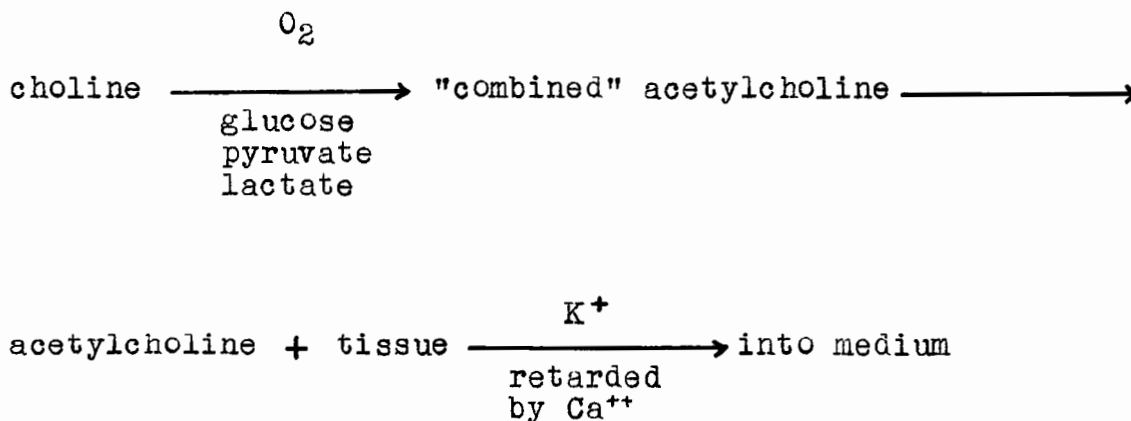 O₂
choline ⟶ "combined" acetylcholine ⟶
glucose
pyruvate
lactate
K⁺
acetylcholine + tissue ⟶ into medium
retarded
by Ca⁺⁺